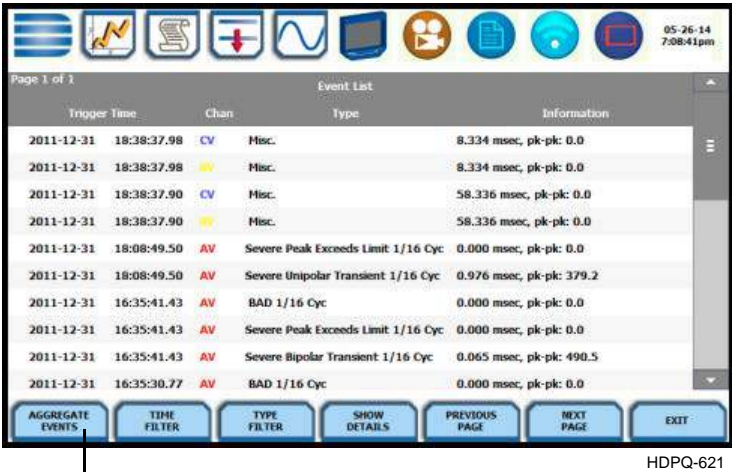 05-26-14
7:08:41pm
Page 1 of 1
Event List
Trigger Time Chan Type Information
2011-12-31 18:38:37.98 CV Misc. 8.334 msec, pk-pk: 0.0
2011-12-31 18:38:37.98 BV Misc. 8.334 msec, pk-pk: 0.0
2011-12-31 18:38:37.90 CV Misc. 58.336 msec, pk-pk: 0.0
2011-12-31 18:38:37.90 BV Misc. 58.336 msec, pk-pk: 0.0
2011-12-31 18:08:49.50 AV Severe Peak Exceeds Limit 1/16 Cyc 0.000 msec, pk-pk: 0.0
2011-12-31 18:08:49.50 AV Severe Unipolar Transient 1/16 Cyc 0.976 msec, pk-pk: 379.2
2011-12-31 16:35:41.43 AV BAD 1/16 Cyc 0.000 msec, pk-pk: 0.0
2011-12-31 16:35:41.43 AV Severe Peak Exceeds Limit 1/16 Cyc 0.000 msec, pk-pk: 0.0
2011-12-31 16:35:41.43 AV Severe Bipolar Transient 1/16 Cyc 0.065 msec, pk-pk: 490.5
2011-12-31 16:35:30.77 AV BAD 1/16 Cyc 0.000 msec, pk-pk: 0.0
AGGREGATE EVENTS
TIME FILTER
TYPE FILTER
SHOW DETAILS
PREVIOUS PAGE
NEXT PAGE
EXIT
HDPQ-621